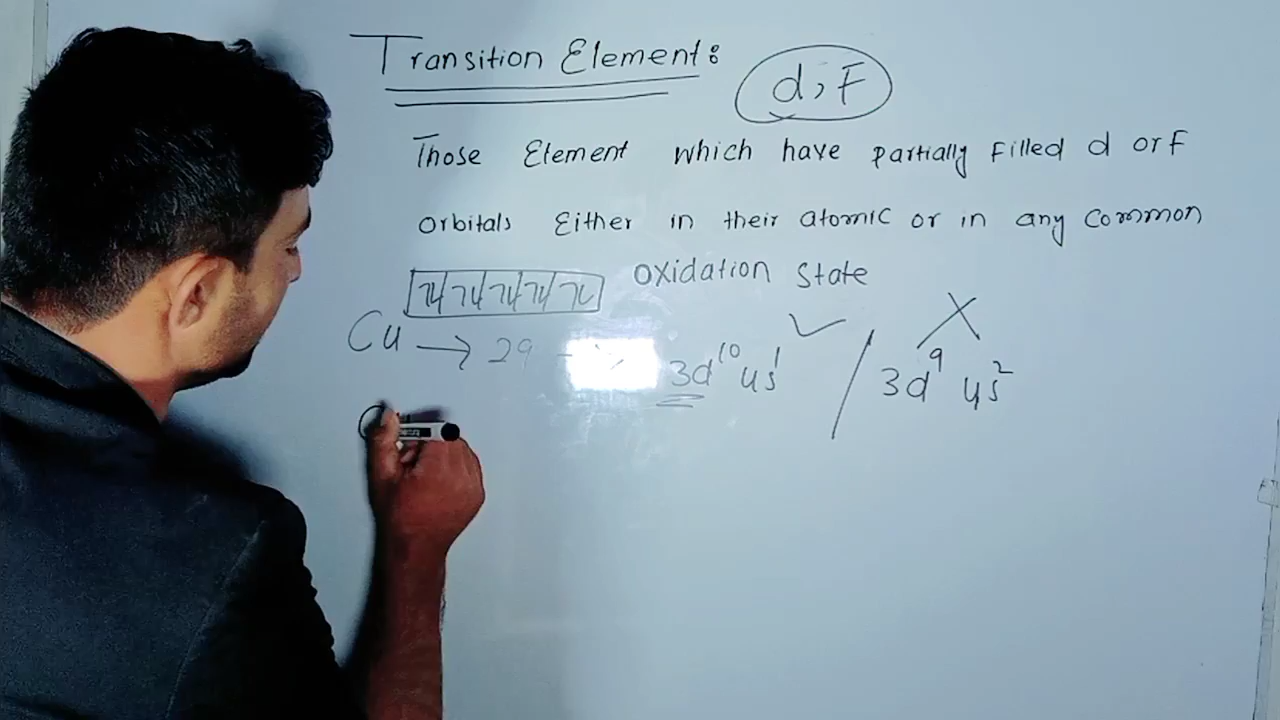 Transition Element:
d, F
Those Element which have partially Filled d or F
orbitals Either in their atomic or in any common
oxidation state
Cu → 29 → 3d¹⁰ 4s¹ ✓ / 3d⁹ 4s² X